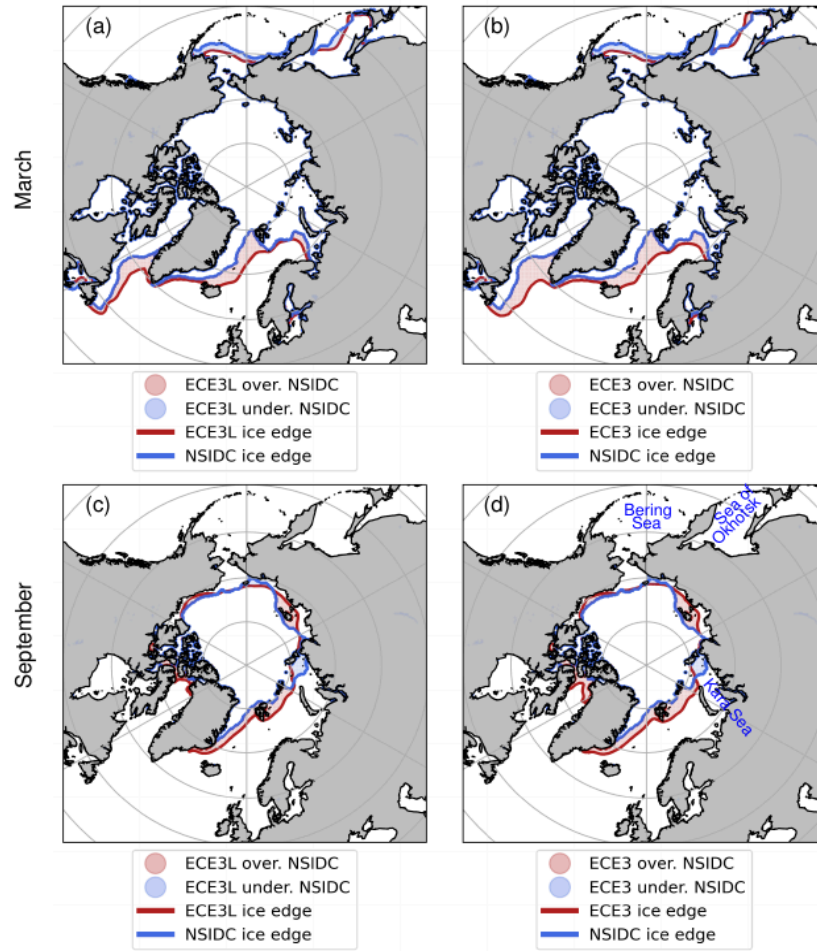 (a)
(b)
March
ECE3L over. NSIDC
ECE3L under. NSIDC
ECE3L ice edge
NSIDC ice edge
ECE3 over. NSIDC
ECE3 under. NSIDC
ECE3 ice edge
NSIDC ice edge
(c)
(d)
Bering
Sea
Sea of
Okhotsk
Kara Sea
September
ECE3L over. NSIDC
ECE3L under. NSIDC
ECE3L ice edge
NSIDC ice edge
ECE3 over. NSIDC
ECE3 under. NSIDC
ECE3 ice edge
NSIDC ice edge